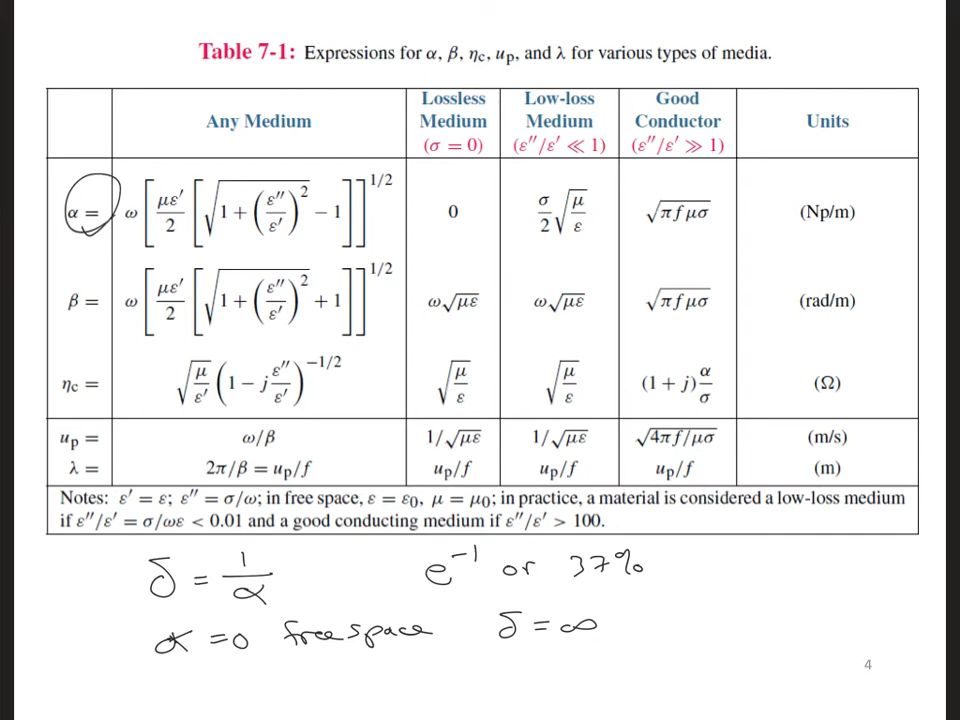 Table 7-1: Expressions for α, β, ηc, up, and λ for various types of media.
Any Medium | Lossless Medium (σ = 0) | Low-loss Medium (ε″/ε′ ≪ 1) | Good Conductor (ε″/ε′ ≫ 1) | Units
α = | ω [ με′/2 [ √(1 + (ε″/ε′)²) − 1 ] ]^1/2 | 0 | σ/2 √(μ/ε) | √(π f μσ) | (Np/m)
β = | ω [ με′/2 [ √(1 + (ε″/ε′)²) + 1 ] ]^1/2 | ω√(με) | ω√(με) | √(π f μσ) | (rad/m)
ηc = | √(μ/ε′) (1 − j ε″/ε′)^−1/2 | √(μ/ε) | √(μ/ε) | (1 + j) α/σ | (Ω)
up = | ω/β | 1/√(με) | 1/√(με) | √(4π f/μσ) | (m/s)
λ = | 2π/β = up/f | up/f | up/f | up/f | (m)
Notes: ε′ = ε; ε″ = σ/ω; in free space, ε = ε0, μ = μ0; in practice, a material is considered a low-loss medium
if ε″/ε′ = σ/ωε < 0.01 and a good conducting medium if ε″/ε′ > 100.
δ = 1/α e^−1 or 37%
α = 0 free space δ = ∞
4